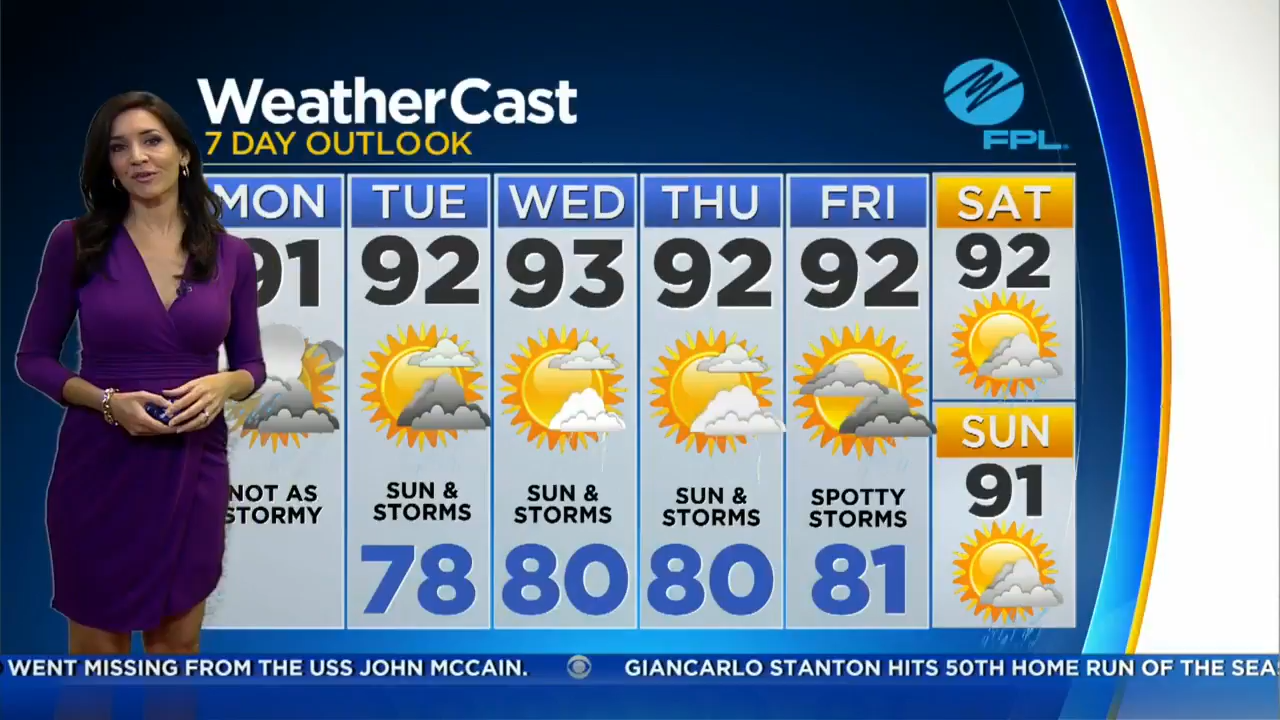 WeatherCast
7 DAY OUTLOOK
FPL
MON
TUE
WED
THU
FRI
SAT
91
92
93
92
92
92
SUN
91
NOT AS
STORMY
SUN &
STORMS
SUN &
STORMS
SUN &
STORMS
SPOTTY
STORMS
78
80
80
81
WENT MISSING FROM THE USS JOHN MCCAIN.
GIANCARLO STANTON HITS 50TH HOME RUN OF THE SEA